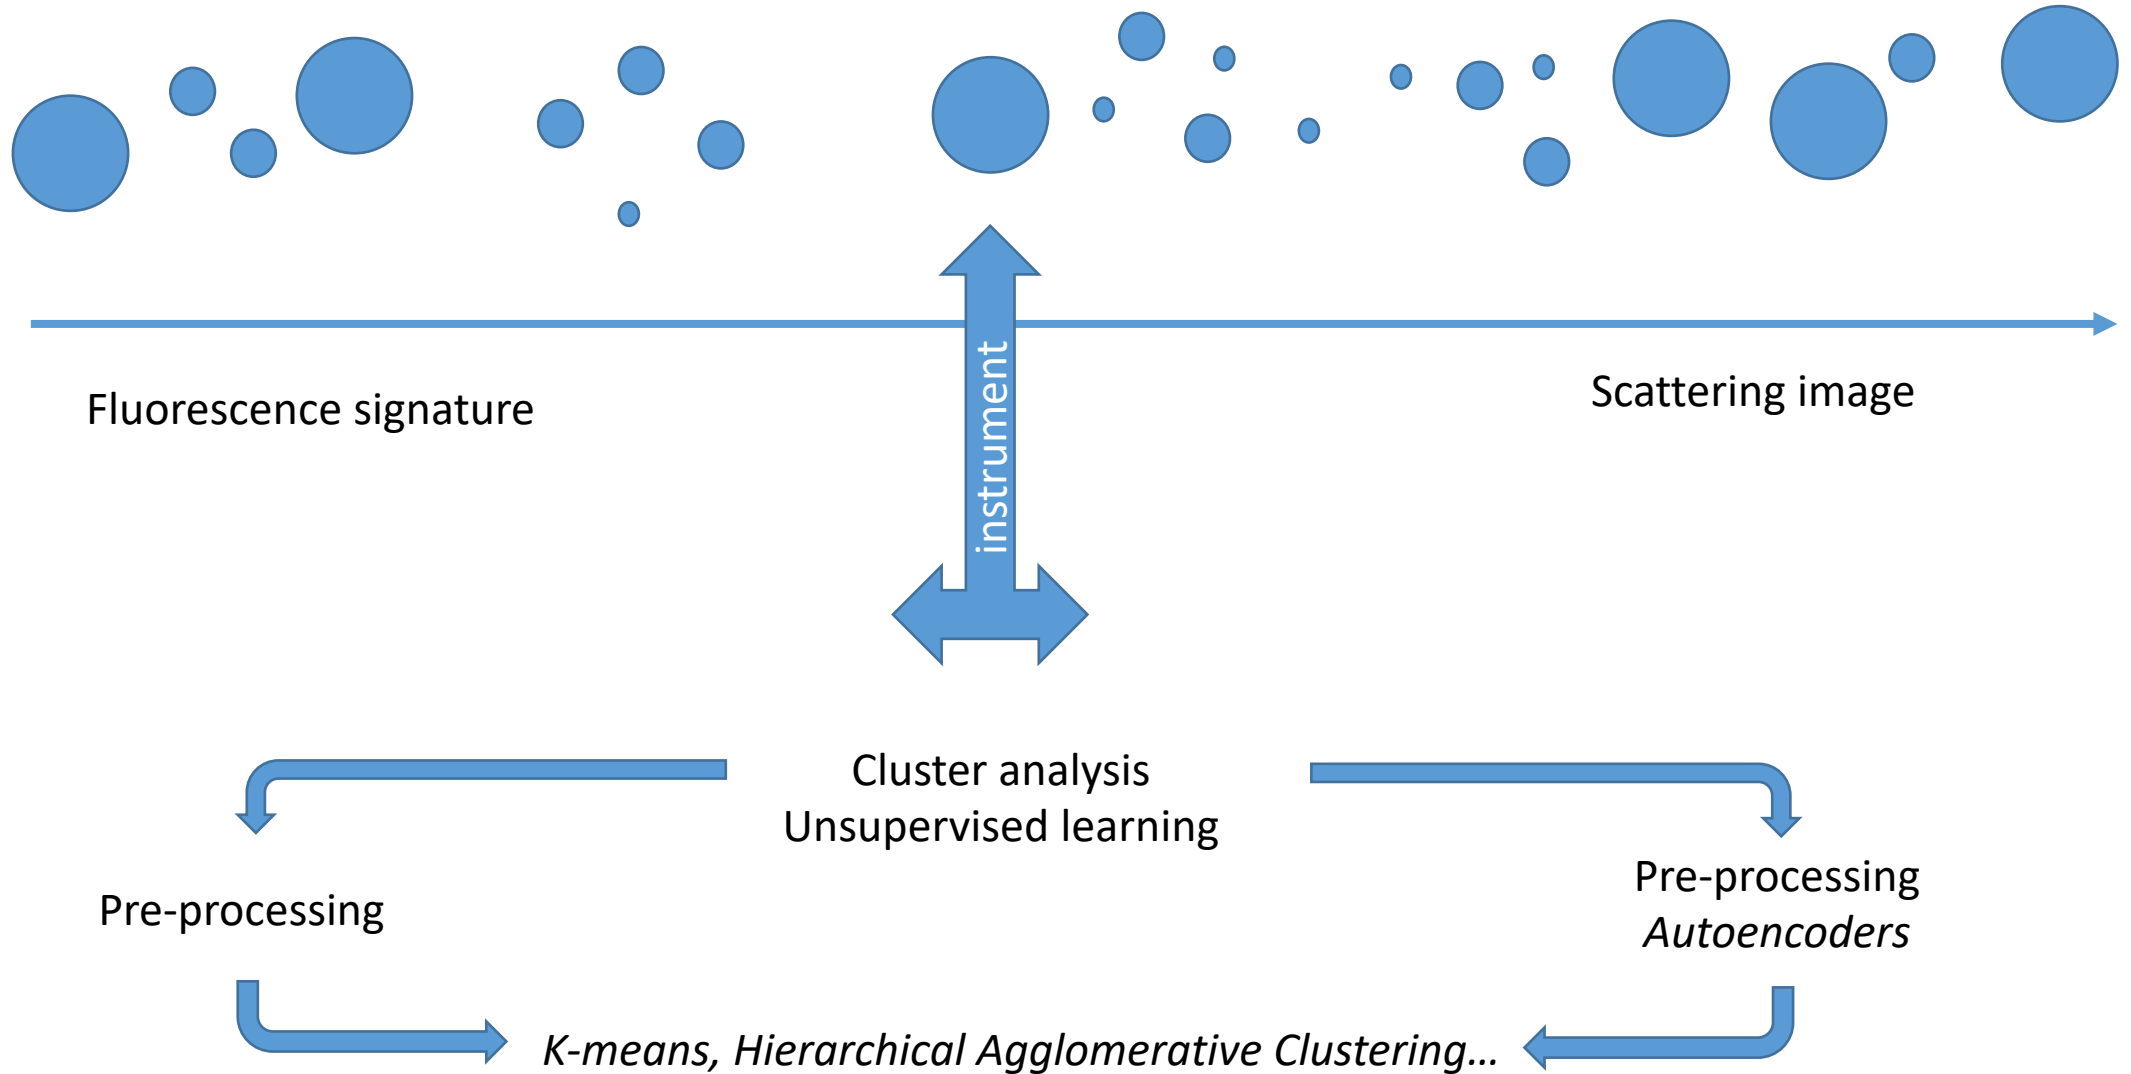 instrument
Fluorescence signature
Scattering image
Cluster analysis
Unsupervised learning
Pre-processing
Pre-processing
Autoencoders
K-means, Hierarchical Agglomerative Clustering...